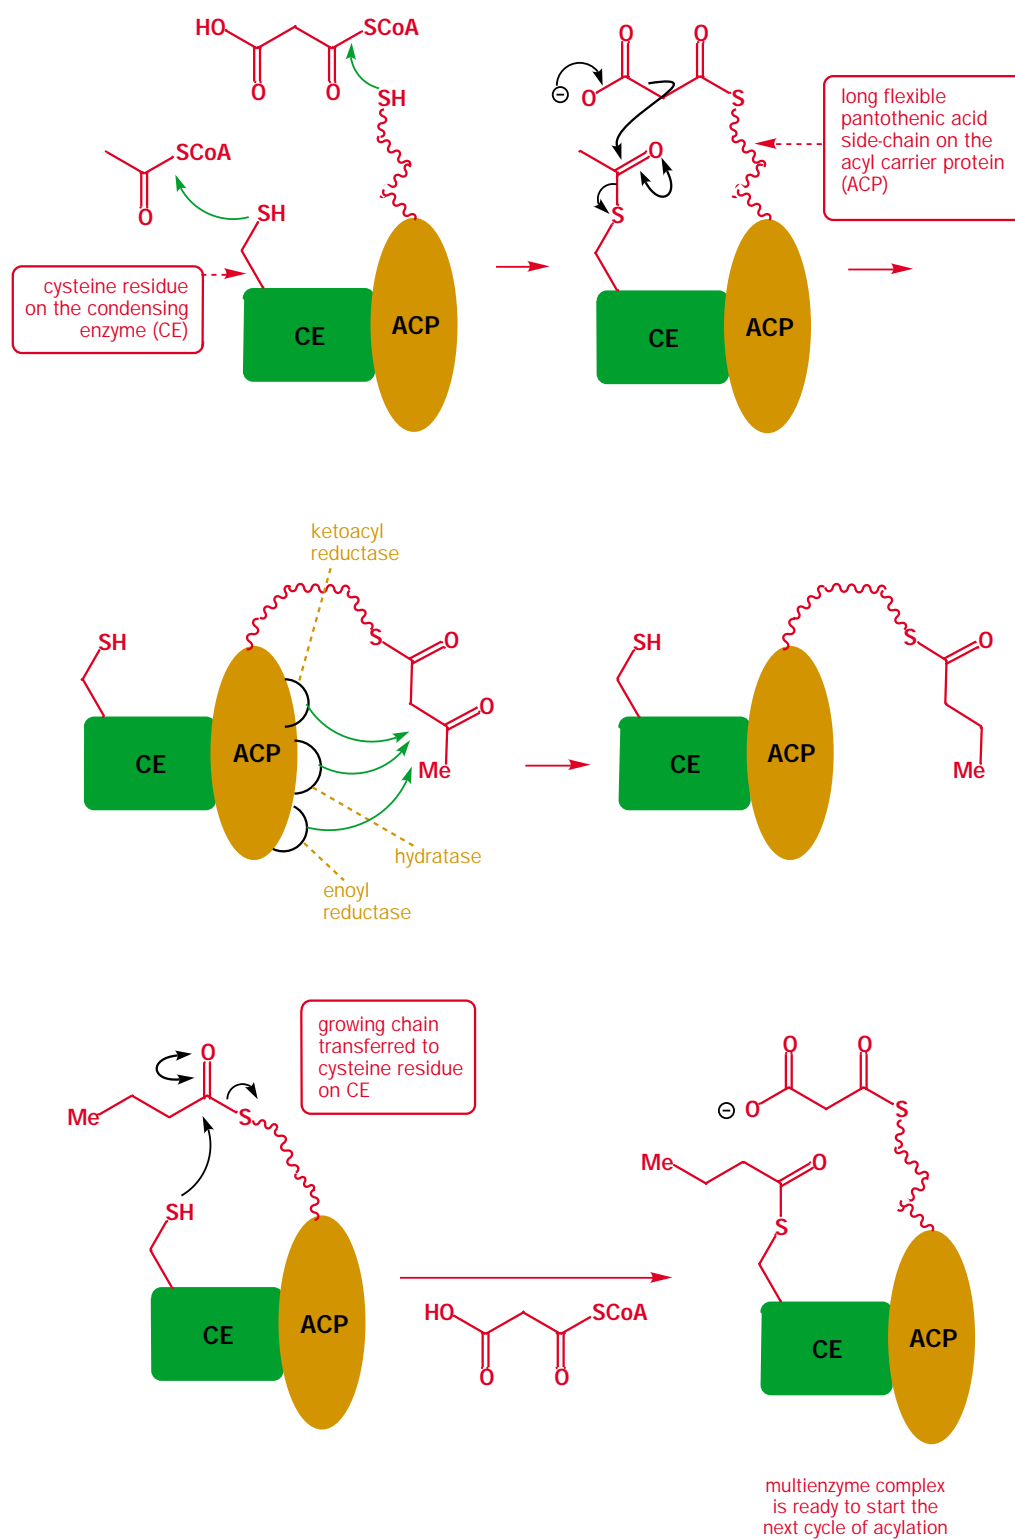 HO
SCoA
O
O
SH
SCoA
O
SH
cysteine residue
on the condensing
enzyme (CE)
CE
ACP
O
O
−
O
S
O
S
CE
ACP
long flexible
pantothenic acid
side-chain on the
acyl carrier protein
(ACP)
ketoacyl
reductase
SH
S
O
O
Me
CE
ACP
hydratase
enoyl
reductase
SH
S
O
Me
CE
ACP
growing chain
transferred to
cysteine residue
on CE
O
Me
S
SH
CE
ACP
HO
SCoA
O
O
O
O
−
O
S
Me
O
S
CE
ACP
multienzyme complex
is ready to start the
next cycle of acylation